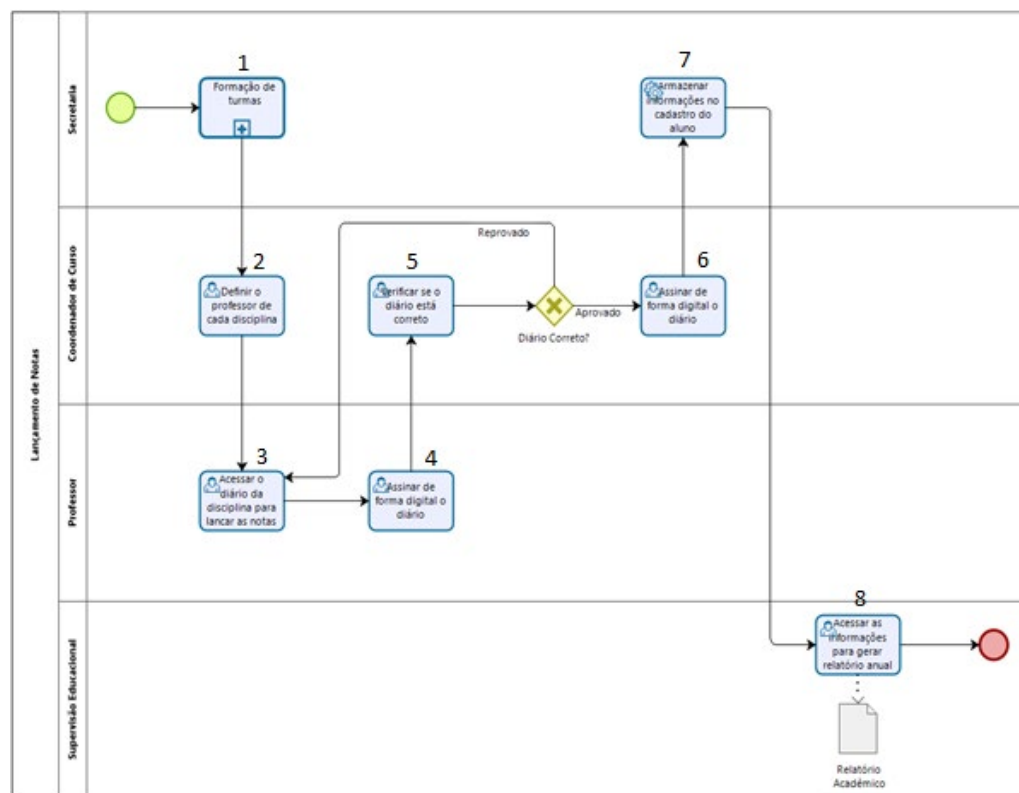 Lançamento de Notas
Secretaria
1
Formação de
turmas
7
Armazenar
informações no
cadastro do
aluno
Coordenador de Curso
2
Definir o
professor de
cada disciplina
5
Verificar se o
diário está
correto
Reprovado
Diário Correto?
Aprovado
6
Assinar de
forma digital o
diário
Professor
3
Acessar o
diário da
disciplina para
lancar as notas
4
Assinar de
forma digital o
diário
Supervisão Educacional
8
Acessar as
informações
para gerar
relatório anual
Relatório
Académico